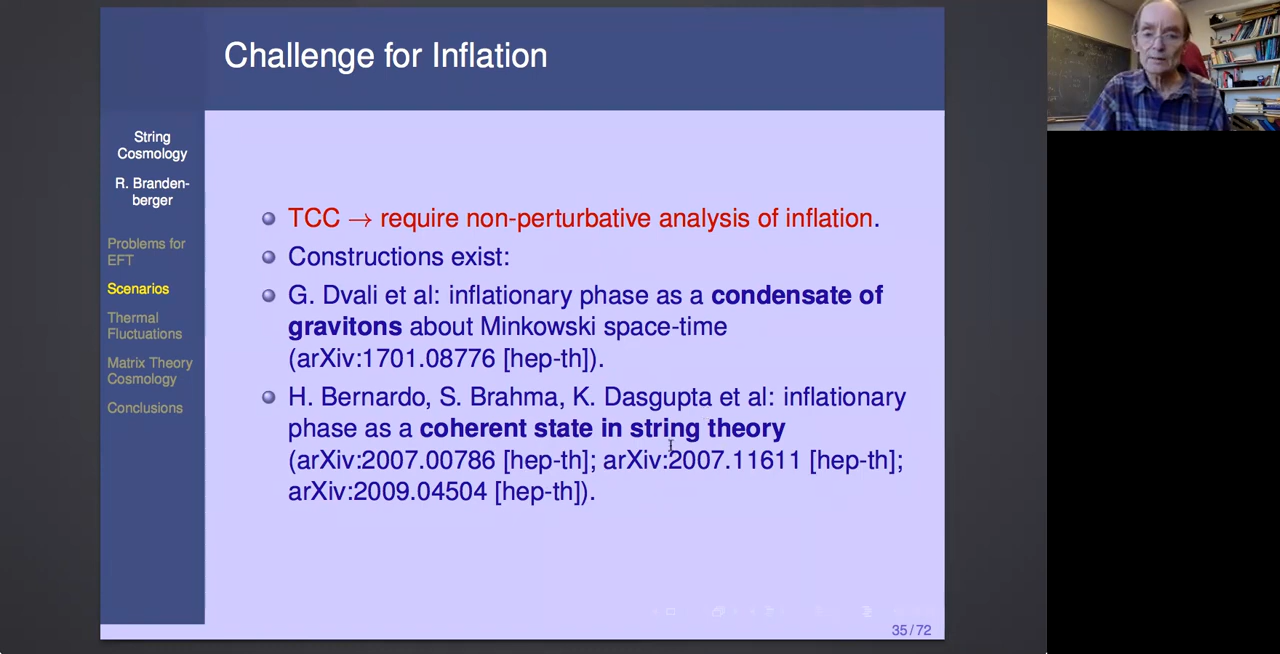 Challenge for Inflation
String
Cosmology
R. Branden-
berger
Problems for
EFT
Scenarios
Thermal
Fluctuations
Matrix Theory
Cosmology
Conclusions
TCC → require non-perturbative analysis of inflation.
Constructions exist:
G. Dvali et al: inflationary phase as a condensate of
gravitons about Minkowski space-time
(arXiv:1701.08776 [hep-th]).
H. Bernardo, S. Brahma, K. Dasgupta et al: inflationary
phase as a coherent state in string theory
(arXiv:2007.00786 [hep-th]; arXiv:2007.11611 [hep-th];
arXiv:2009.04504 [hep-th]).
35/72